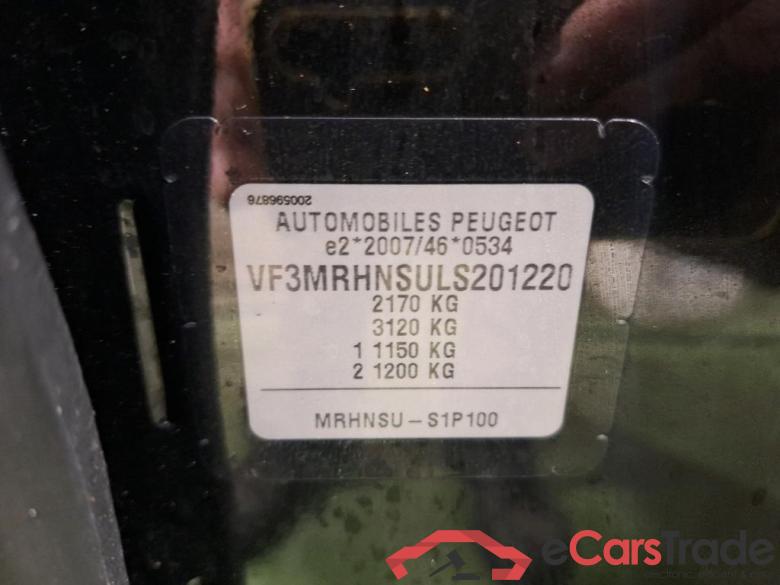 200596876
AUTOMOBILES PEUGEOT
e2*2007/46*0534
VF3MRHNSULS201220
2170 KG
3120 KG
1 1150 KG
2 1200 KG
MRHNSU-S1P100
eCarsTrade